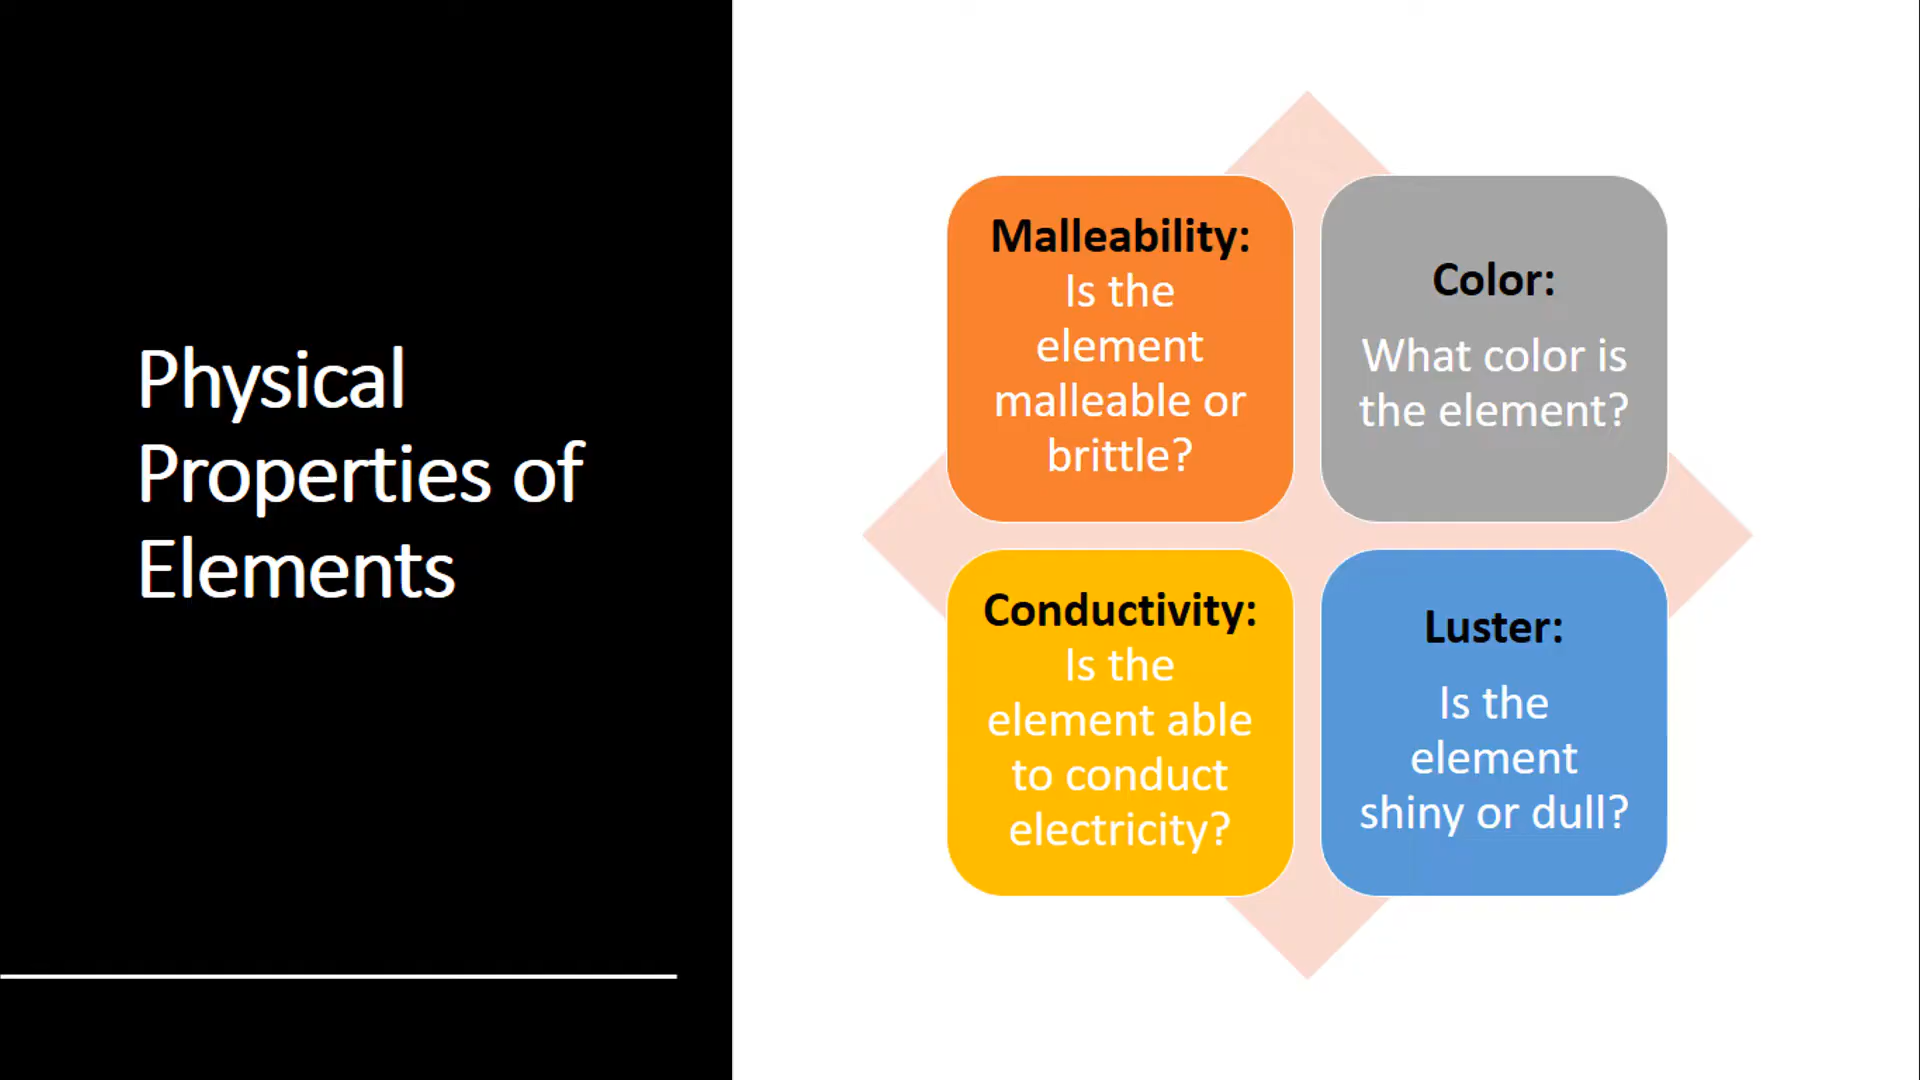 Physical
Properties of
Elements
Malleability:
Is the
element
malleable or
brittle?
Color:
What color is
the element?
Conductivity:
Is the
element able
to conduct
electricity?
Luster:
Is the
element
shiny or dull?